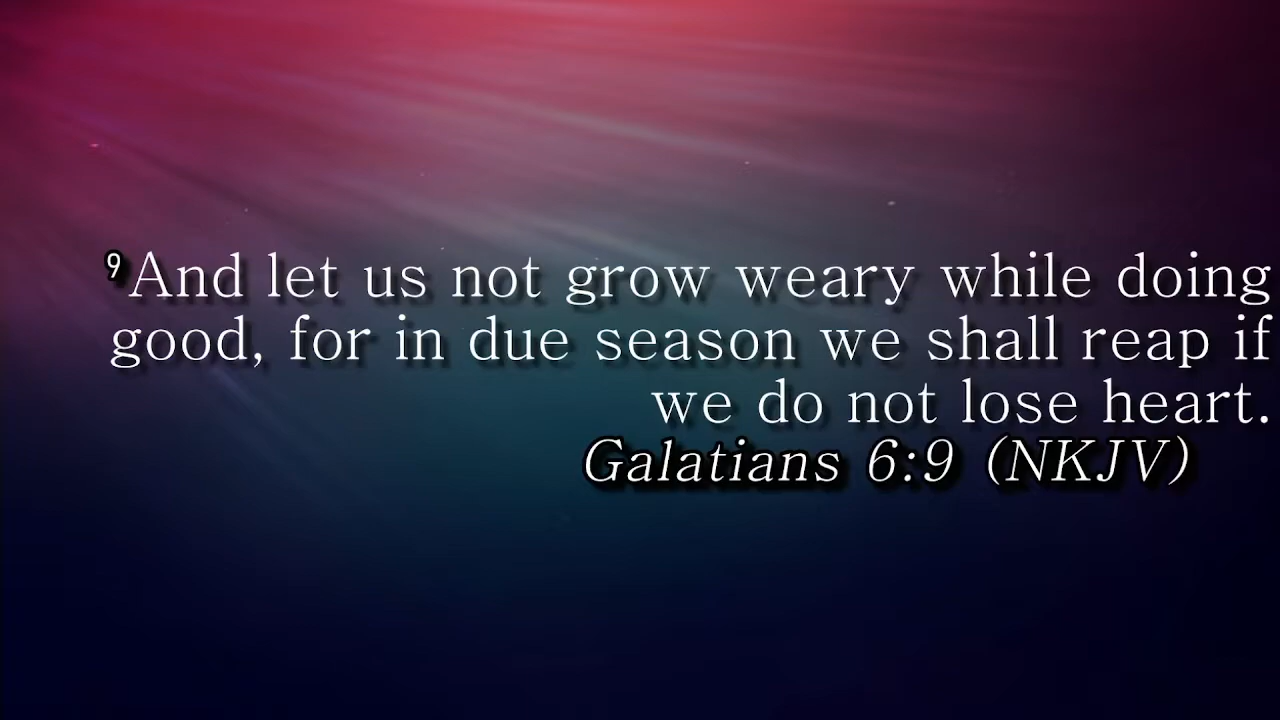 9And let us not grow weary while doing
good, for in due season we shall reap if
we do not lose heart.
Galatians 6:9 (NKJV)